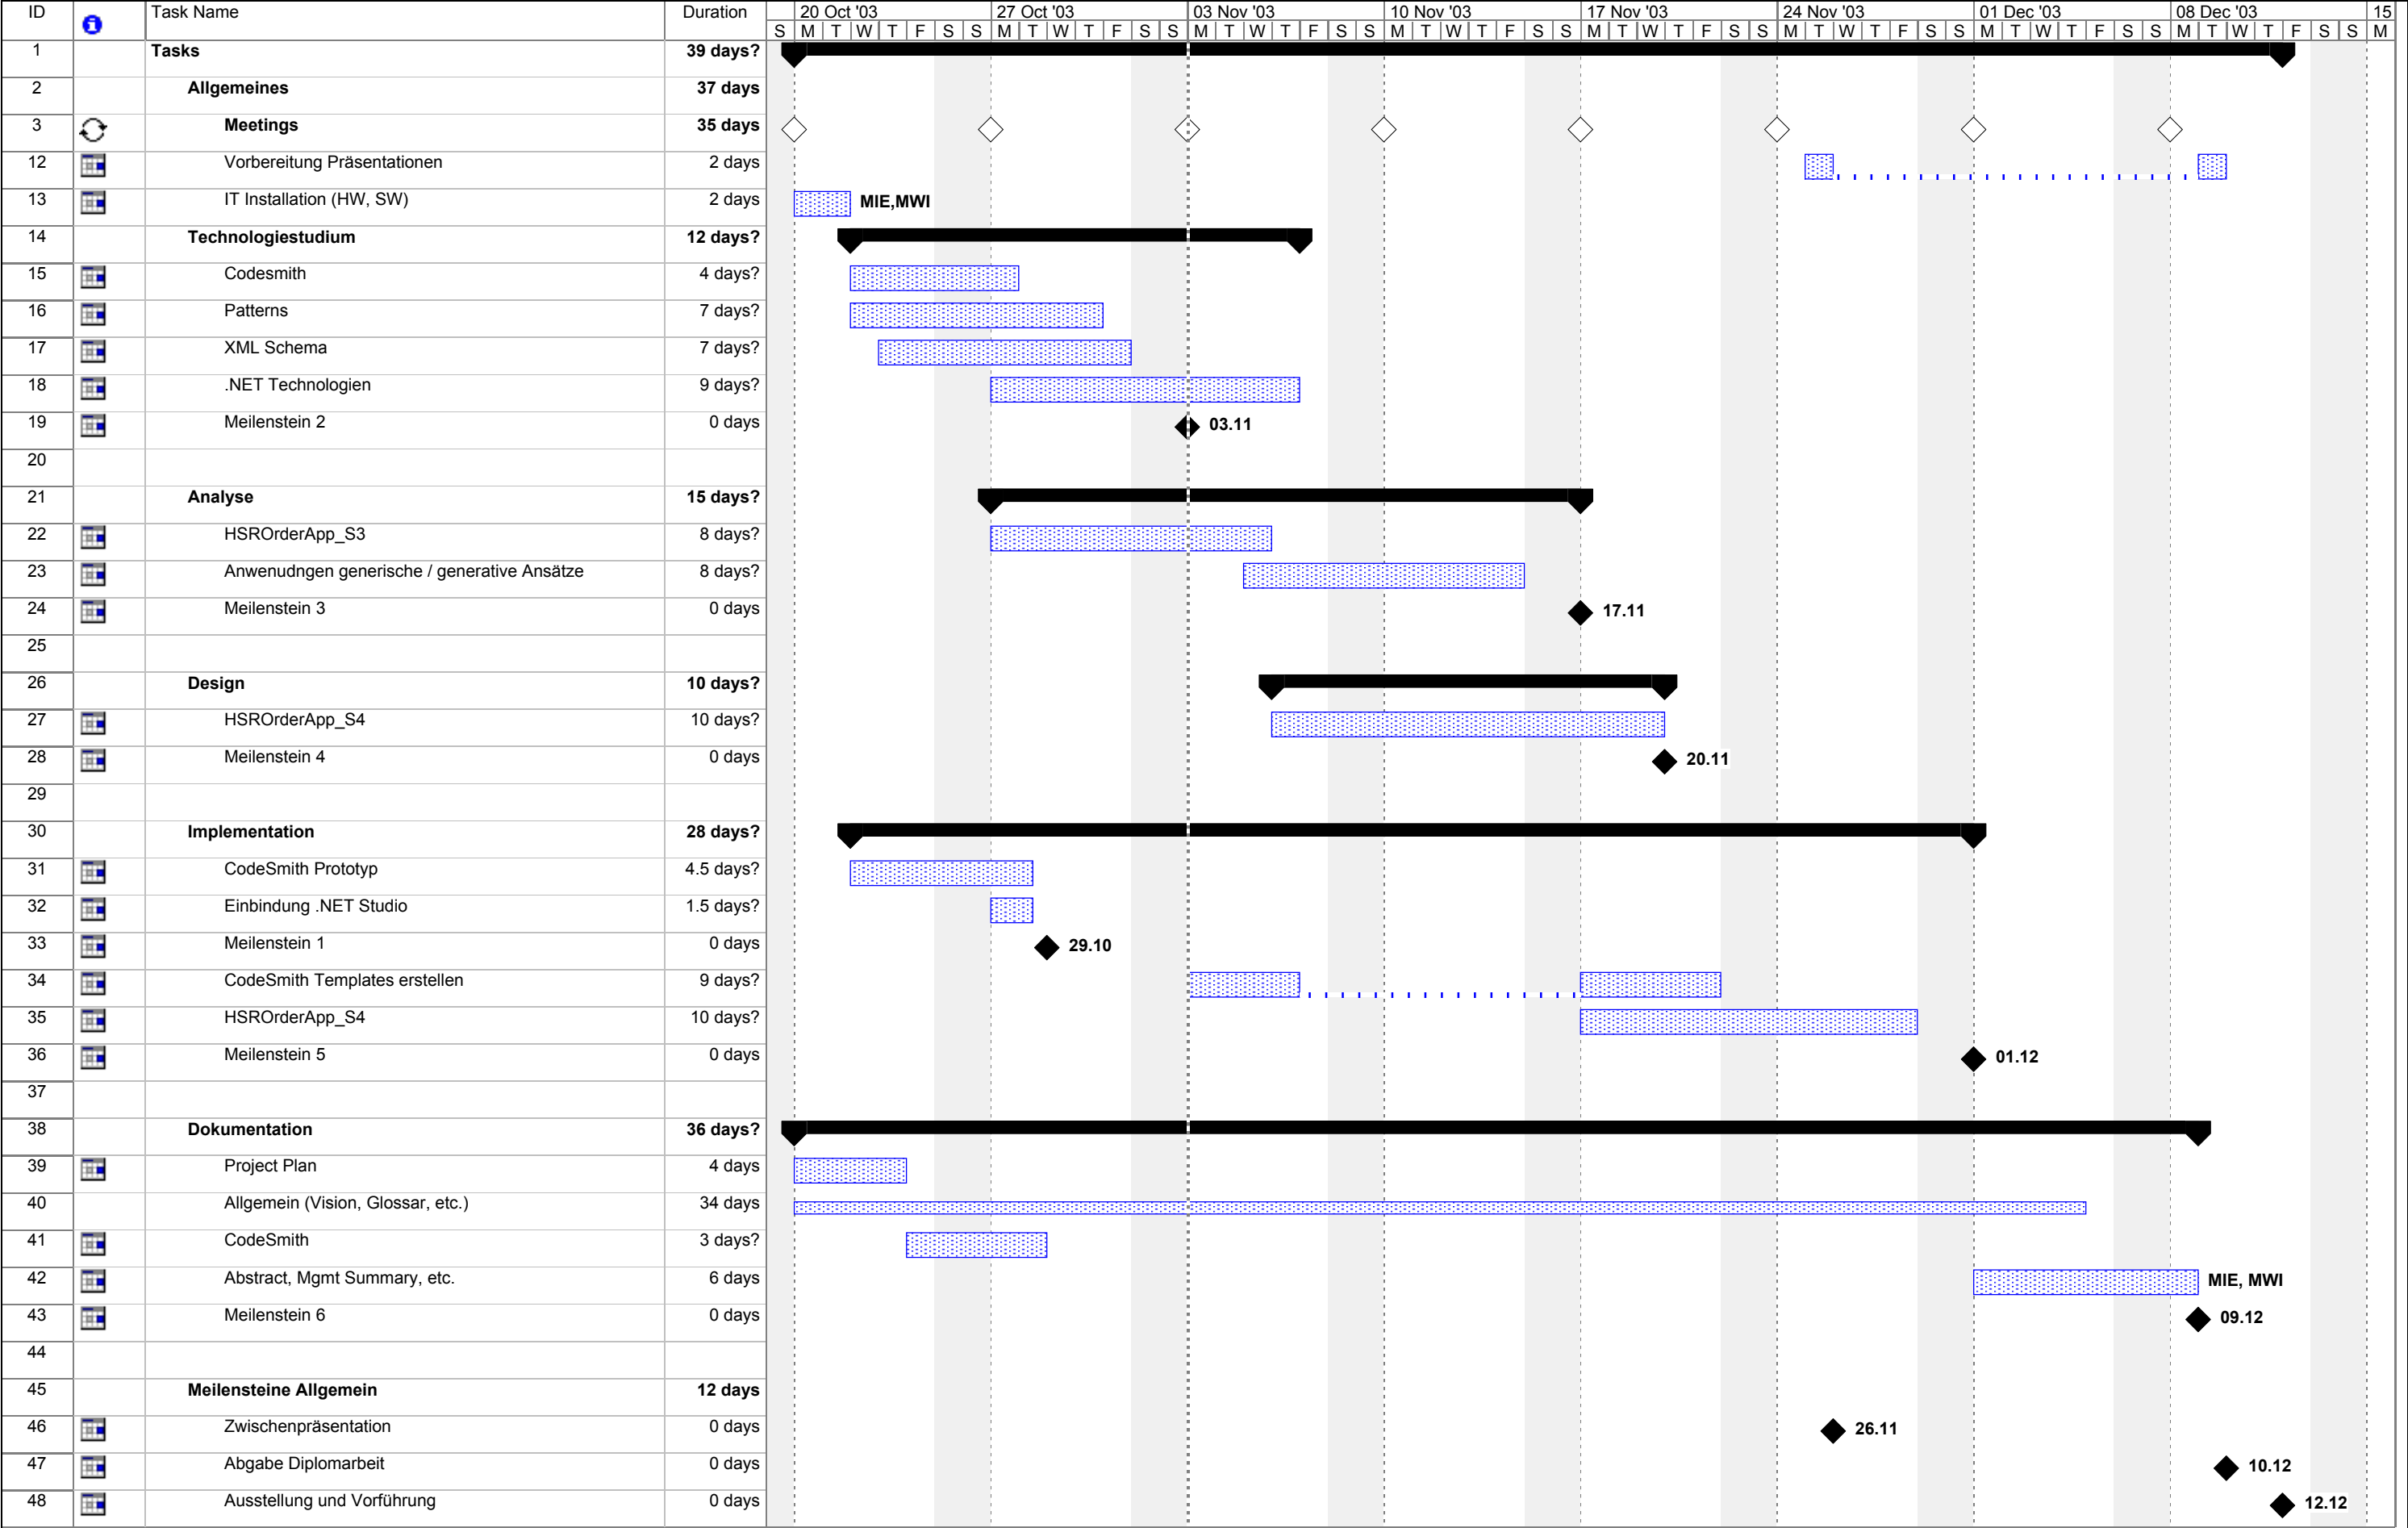 ID Task Name Duration 20 Oct '03 27 Oct '03 03 Nov '03 10 Nov '03 17 Nov '03 24 Nov '03 01 Dec '03 08 Dec '03 15
i S M T W T F S S M T W T F S S M T W T F S S M T W T F S S M T W T F S S M T W T F S S M T W T F S S M T W T F S S M
1 Tasks 39 days?
2 Allgemeines 37 days
3 Meetings 35 days
12 Vorbereitung Präsentationen 2 days
13 IT Installation (HW, SW) 2 days MIE,MWI
14 Technologiestudium 12 days?
15 Codesmith 4 days?
16 Patterns 7 days?
17 XML Schema 7 days?
18 .NET Technologien 9 days?
19 Meilenstein 2 0 days 03.11
20
21 Analyse 15 days?
22 HSROrderApp_S3 8 days?
23 Anwenudngen generische / generative Ansätze 8 days?
24 Meilenstein 3 0 days 17.11
25
26 Design 10 days?
27 HSROrderApp_S4 10 days?
28 Meilenstein 4 0 days 20.11
29
30 Implementation 28 days?
31 CodeSmith Prototyp 4.5 days?
32 Einbindung .NET Studio 1.5 days?
33 Meilenstein 1 0 days 29.10
34 CodeSmith Templates erstellen 9 days?
35 HSROrderApp_S4 10 days?
36 Meilenstein 5 0 days 01.12
37
38 Dokumentation 36 days?
39 Project Plan 4 days
40 Allgemein (Vision, Glossar, etc.) 34 days
41 CodeSmith 3 days?
42 Abstract, Mgmt Summary, etc. 6 days MIE, MWI
43 Meilenstein 6 0 days 09.12
44
45 Meilensteine Allgemein 12 days
46 Zwischenpräsentation 0 days 26.11
47 Abgabe Diplomarbeit 0 days 10.12
48 Ausstellung und Vorführung 0 days 12.12